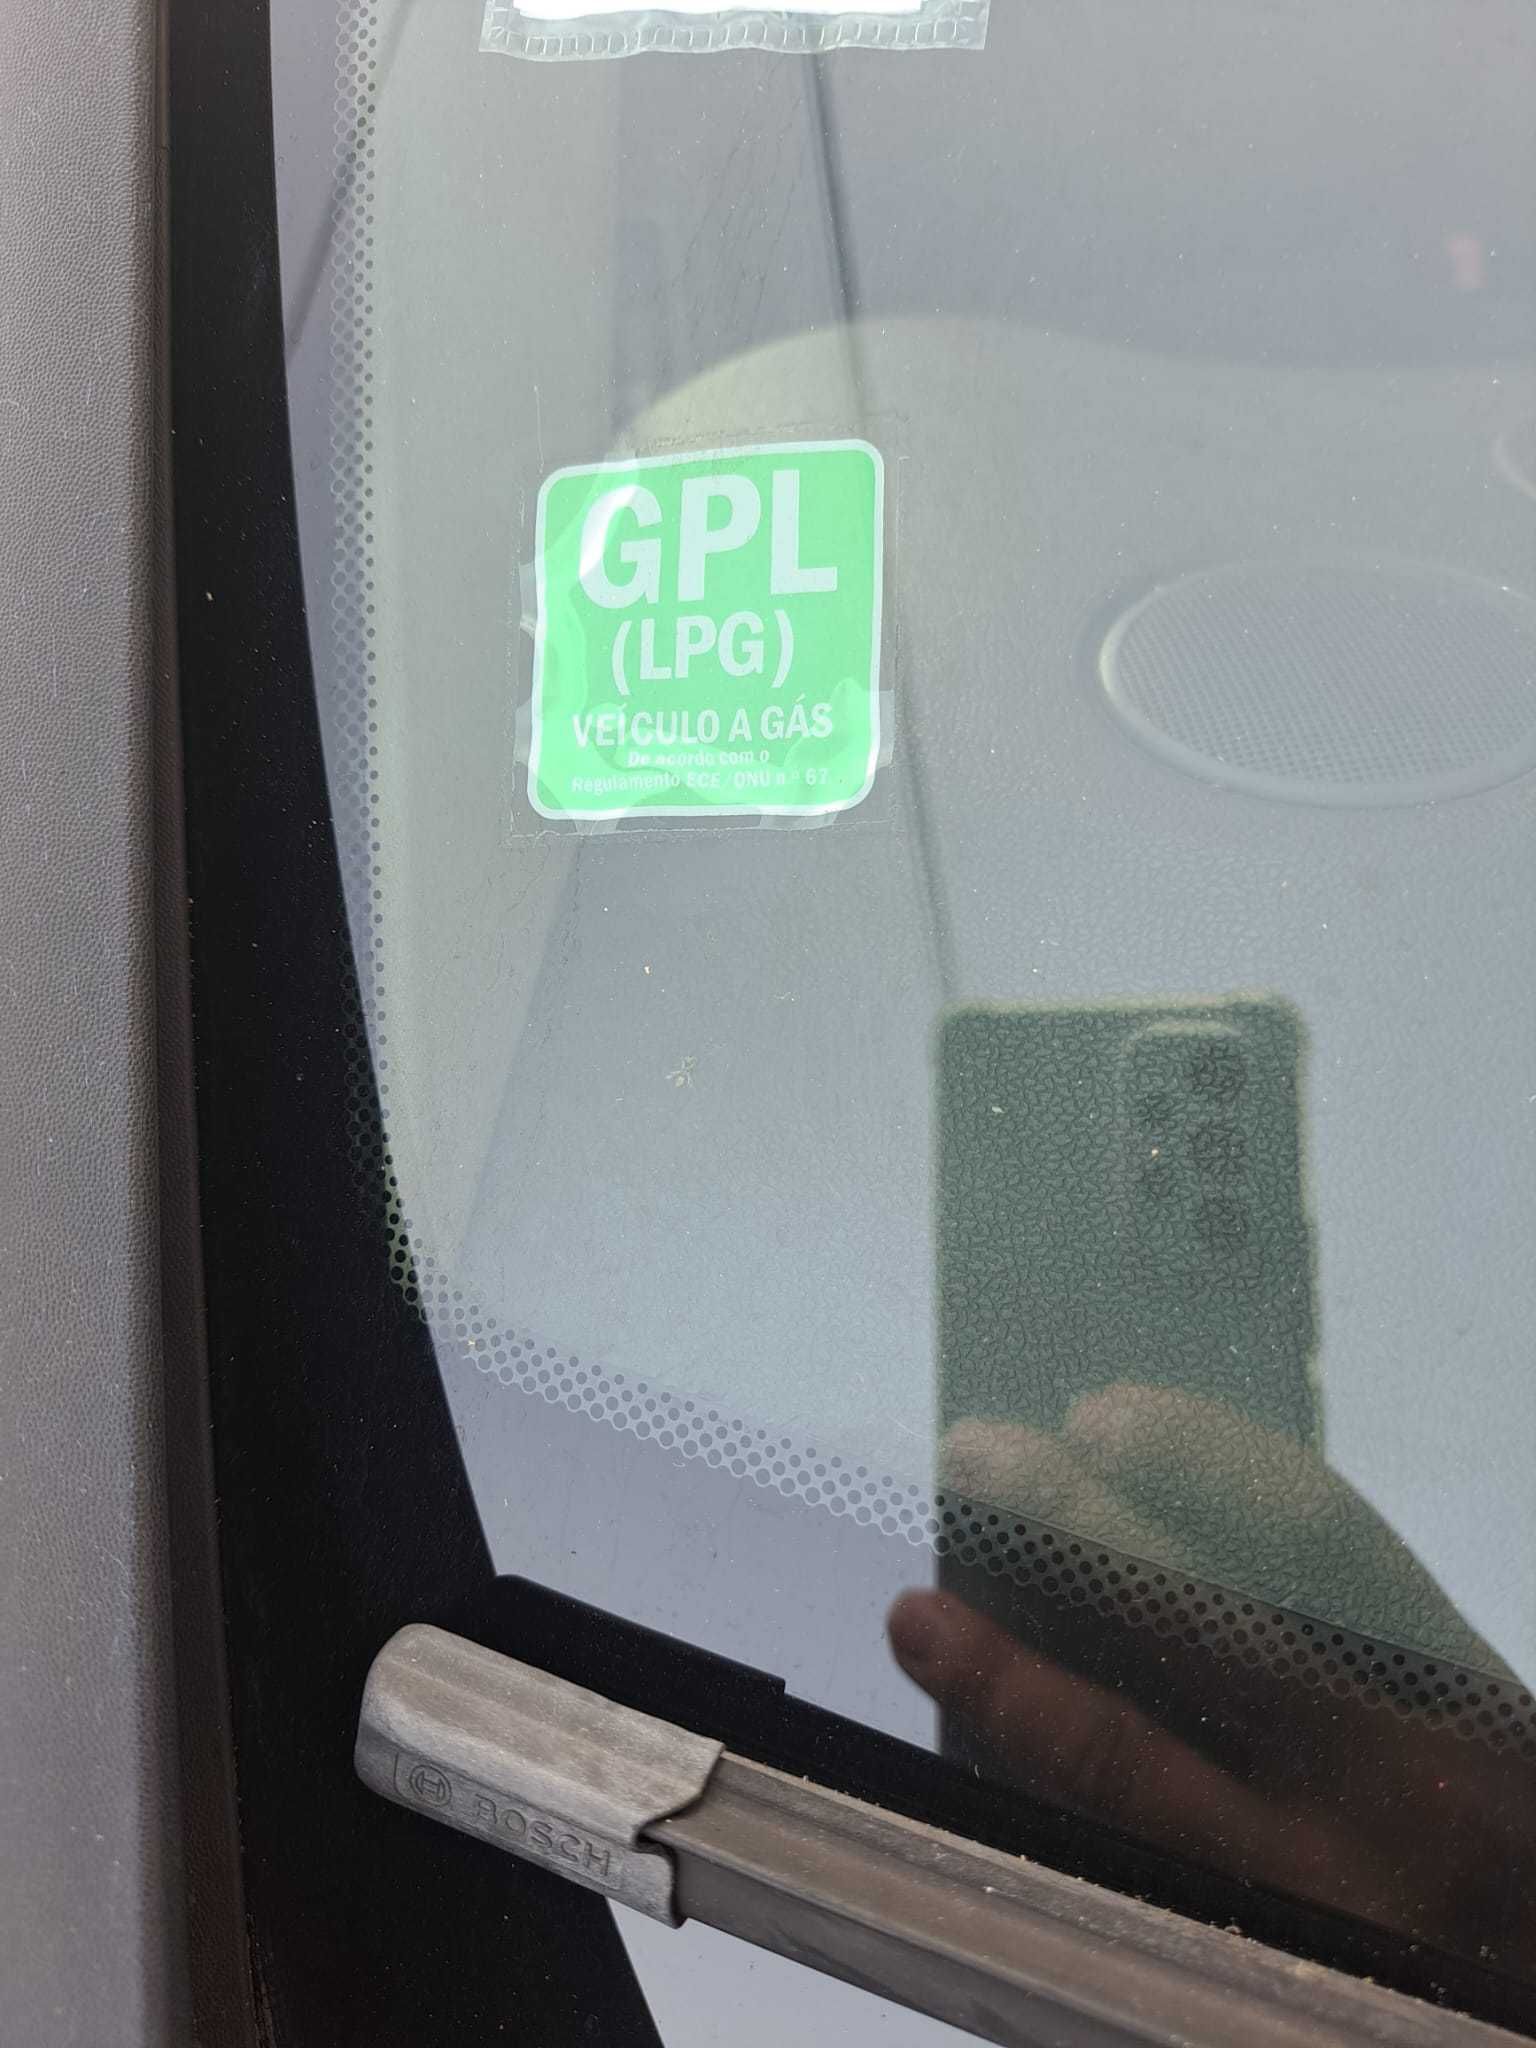 GPL
(LPG)
VEÍCULO A GÁS
De acordo com o
Regulamento ECE/ONU n.º 67
BOSCH